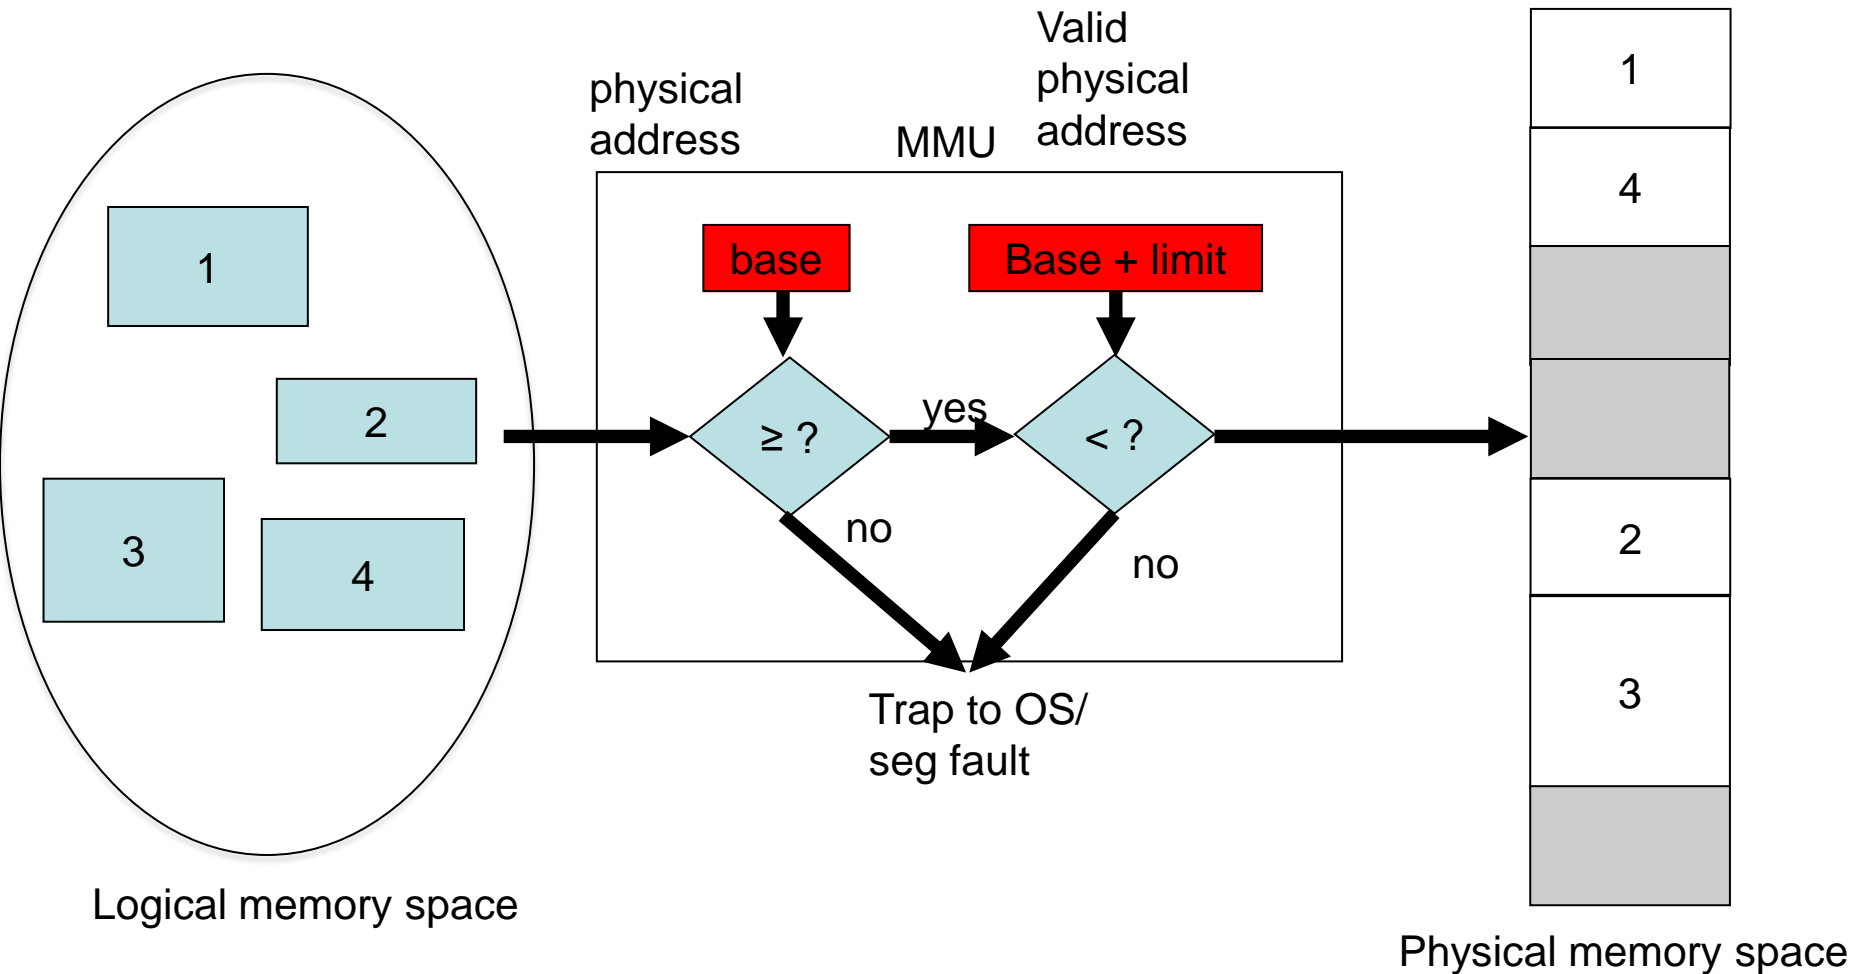 1
2
3
4
Logical memory space
physical
address
MMU
Valid
physical
address
base
Base + limit
≥ ?
yes
< ?
no
no
Trap to OS/
seg fault
1
4
2
3
Physical memory space